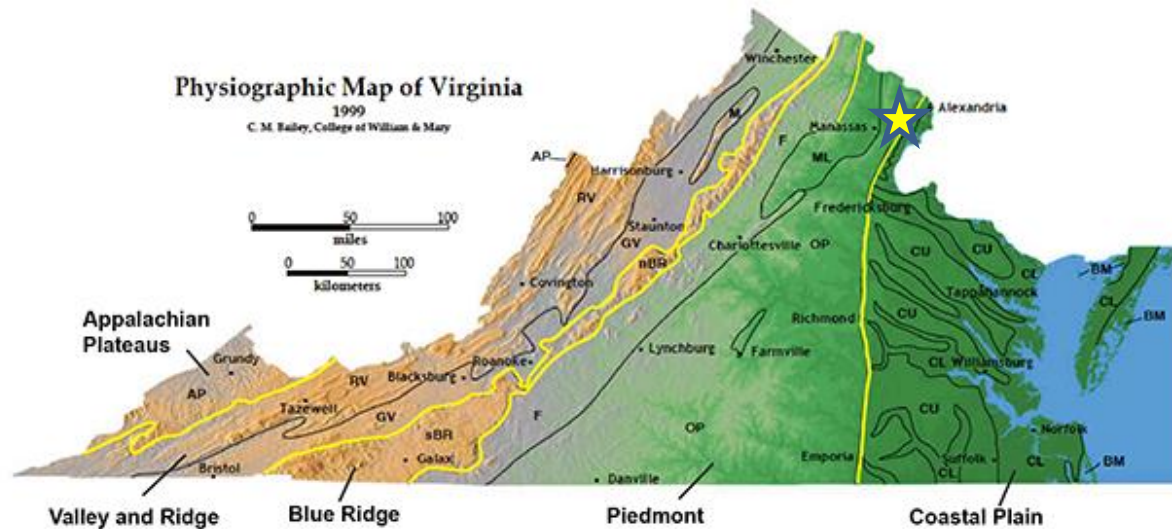 Physiographic Map of Virginia
1999
C. M. Bailey, College of William & Mary
0 50 100
miles
0 50 100
kilometers
Winchester
Alexandria
Manassas
M
F
ML
AP
Harrisonburg
RV
Fredericksburg
Staunton
GV
Charlottesville
OP
nBR
CU
CU
CL
BM
Covington
Tappahannock
CL
CU
BM
Richmond
Appalachian
Plateaus
Grundy
Roanoke
Lynchburg
Farmville
CU
CL
Williamsburg
AP
RV
Blacksburg
Tazewell
GV
F
CU
sBR
OP
Norfolk
Bristol
Galax
Emporia
Suffolk
CL
CL
BM
Danville
Valley and Ridge
Blue Ridge
Piedmont
Coastal Plain